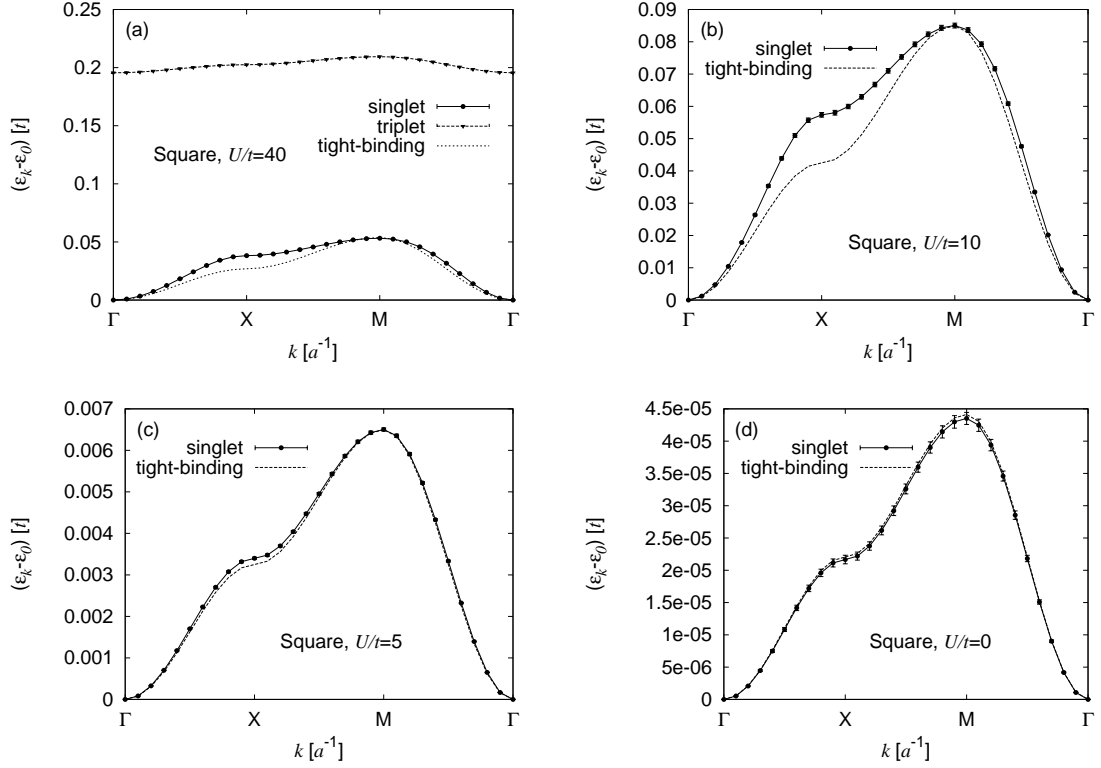 (a)
0.25
0.2
0.15
0.1
0.05
0
(ε_k-ε_0) [t]
singlet
triplet
tight-binding
Square, U/t=40
Γ X M Γ
k [a^{-1}]
(b)
0.09
0.08
0.07
0.06
0.05
0.04
0.03
0.02
0.01
0
(ε_k-ε_0) [t]
singlet
tight-binding
Square, U/t=10
Γ X M Γ
k [a^{-1}]
(c)
0.007
0.006
0.005
0.004
0.003
0.002
0.001
0
(ε_k-ε_0) [t]
singlet
tight-binding
Square, U/t=5
Γ X M Γ
k [a^{-1}]
(d)
4.5e-05
4e-05
3.5e-05
3e-05
2.5e-05
2e-05
1.5e-05
1e-05
5e-06
0
(ε_k-ε_0) [t]
singlet
tight-binding
Square, U/t=0
Γ X M Γ
k [a^{-1}]